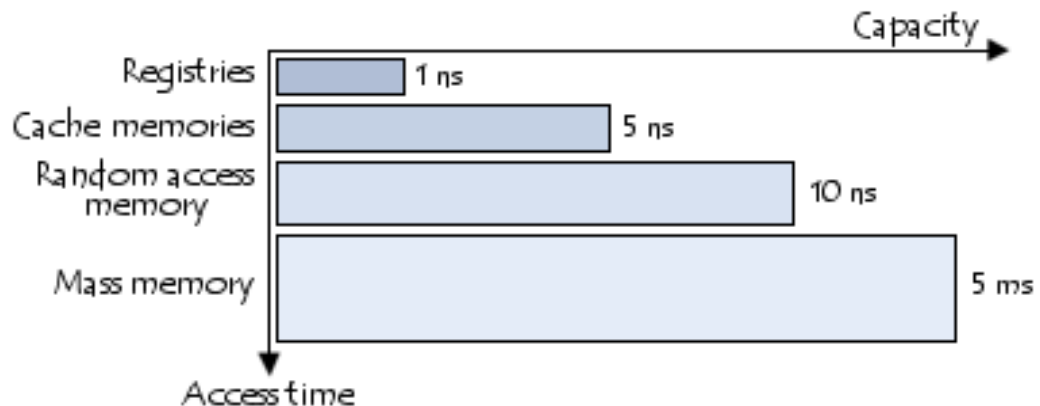 Capacity
Registries
1 ns
Cache memories
5 ns
Random access
memory
10 ns
Mass memory
5 ms
Access time